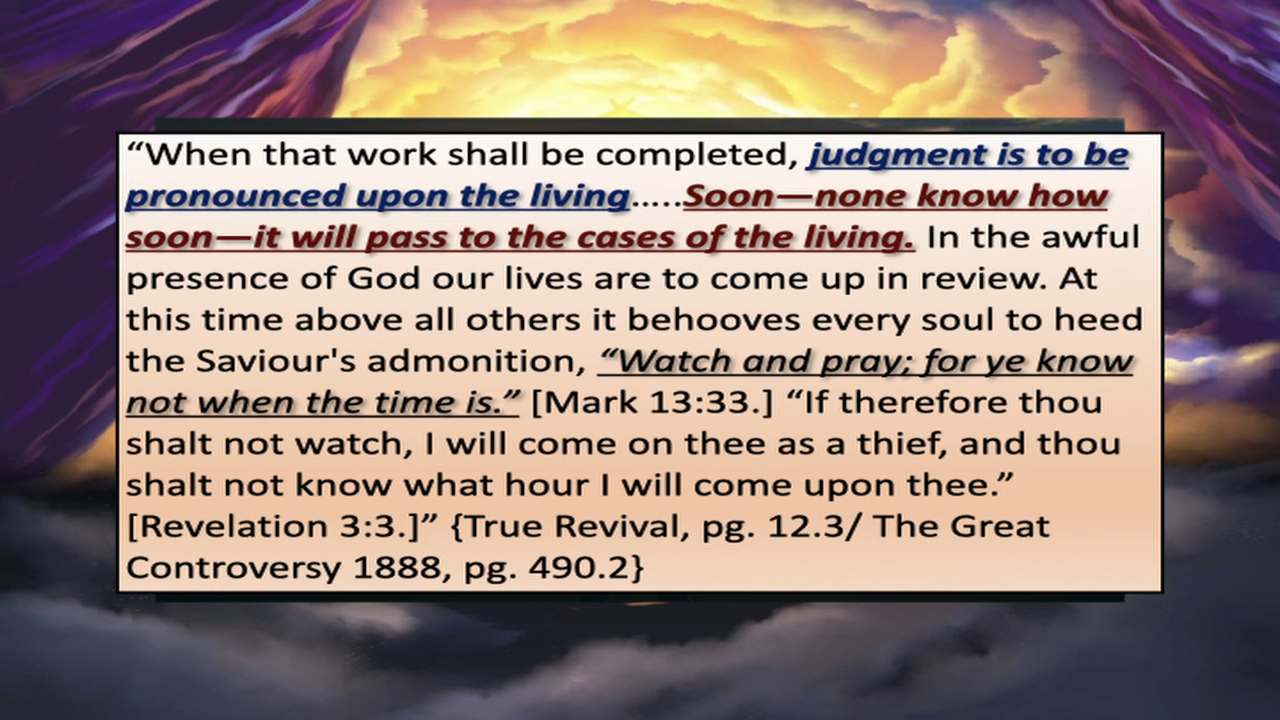 “When that work shall be completed, judgment is to be
pronounced upon the living.....Soon—none know how
soon—it will pass to the cases of the living. In the awful
presence of God our lives are to come up in review. At
this time above all others it behooves every soul to heed
the Saviour's admonition, “Watch and pray; for ye know
not when the time is.” [Mark 13:33.] “If therefore thou
shalt not watch, I will come on thee as a thief, and thou
shalt not know what hour I will come upon thee.”
[Revelation 3:3.]” {True Revival, pg. 12.3/ The Great
Controversy 1888, pg. 490.2}